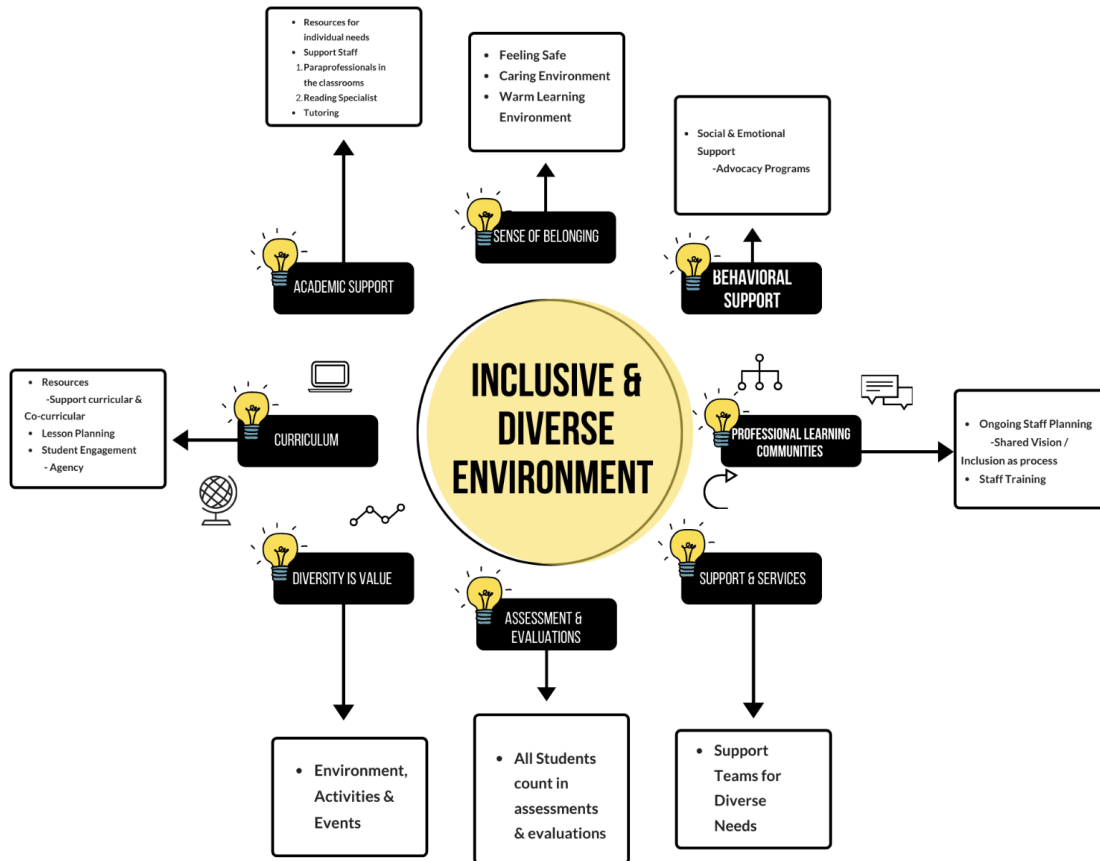 • Resources for
individual needs
• Support Staff
1. Paraprofessionals in
the classrooms
2. Reading Specialist
• Tutoring
• Feeling Safe
• Caring Environment
• Warm Learning
Environment
• Social & Emotional
Support
-Advocacy Programs
ACADEMIC SUPPORT
SENSE OF BELONGING
BEHAVIORAL
SUPPORT
INCLUSIVE &
DIVERSE
ENVIRONMENT
• Resources
-Support curricular &
Co-curricular
• Lesson Planning
• Student Engagement
- Agency
CURRICULUM
PROFESSIONAL LEARNING
COMMUNITIES
• Ongoing Staff Planning
-Shared Vision /
Inclusion as process
• Staff Training
DIVERSITY IS VALUE
ASSESSMENT &
EVALUATIONS
SUPPORT & SERVICES
• Environment,
Activities &
Events
• All Students
count in
assessments
& evaluations
• Support
Teams for
Diverse
Needs